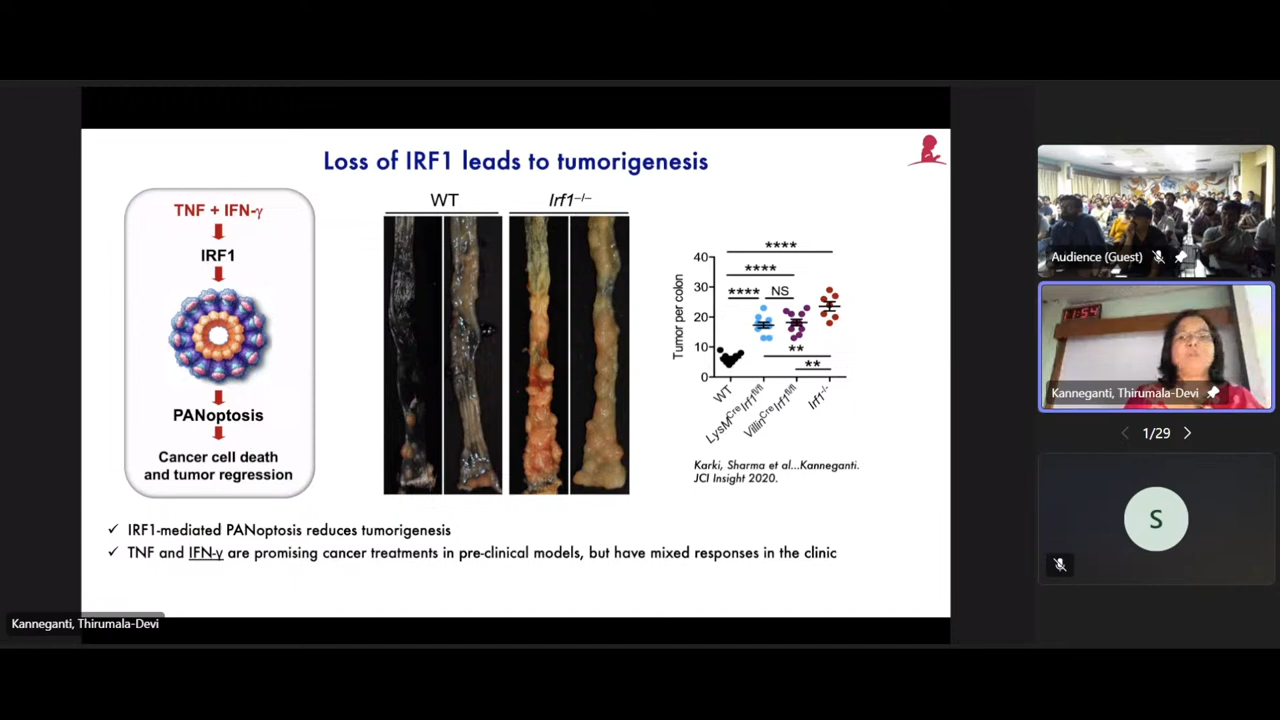 Loss of IRF1 leads to tumorigenesis
TNF + IFN-γ
IRF1
PANoptosis
Cancer cell death
and tumor regression
WT
Irf1–/–
****
****
**** NS
**
**
Tumor per colon
40
30
20
10
0
WT
LysMCreIrf1fl/fl
VillinCreIrf1fl/fl
Irf1-/-
Karki, Sharma et al...Kanneganti.
JCI Insight 2020.
✓ IRF1-mediated PANoptosis reduces tumorigenesis
✓ TNF and IFN-γ are promising cancer treatments in pre-clinical models, but have mixed responses in the clinic
Kanneganti, Thirumala-Devi
Audience (Guest)
11:54
Kanneganti, Thirumala-Devi
1/29
S